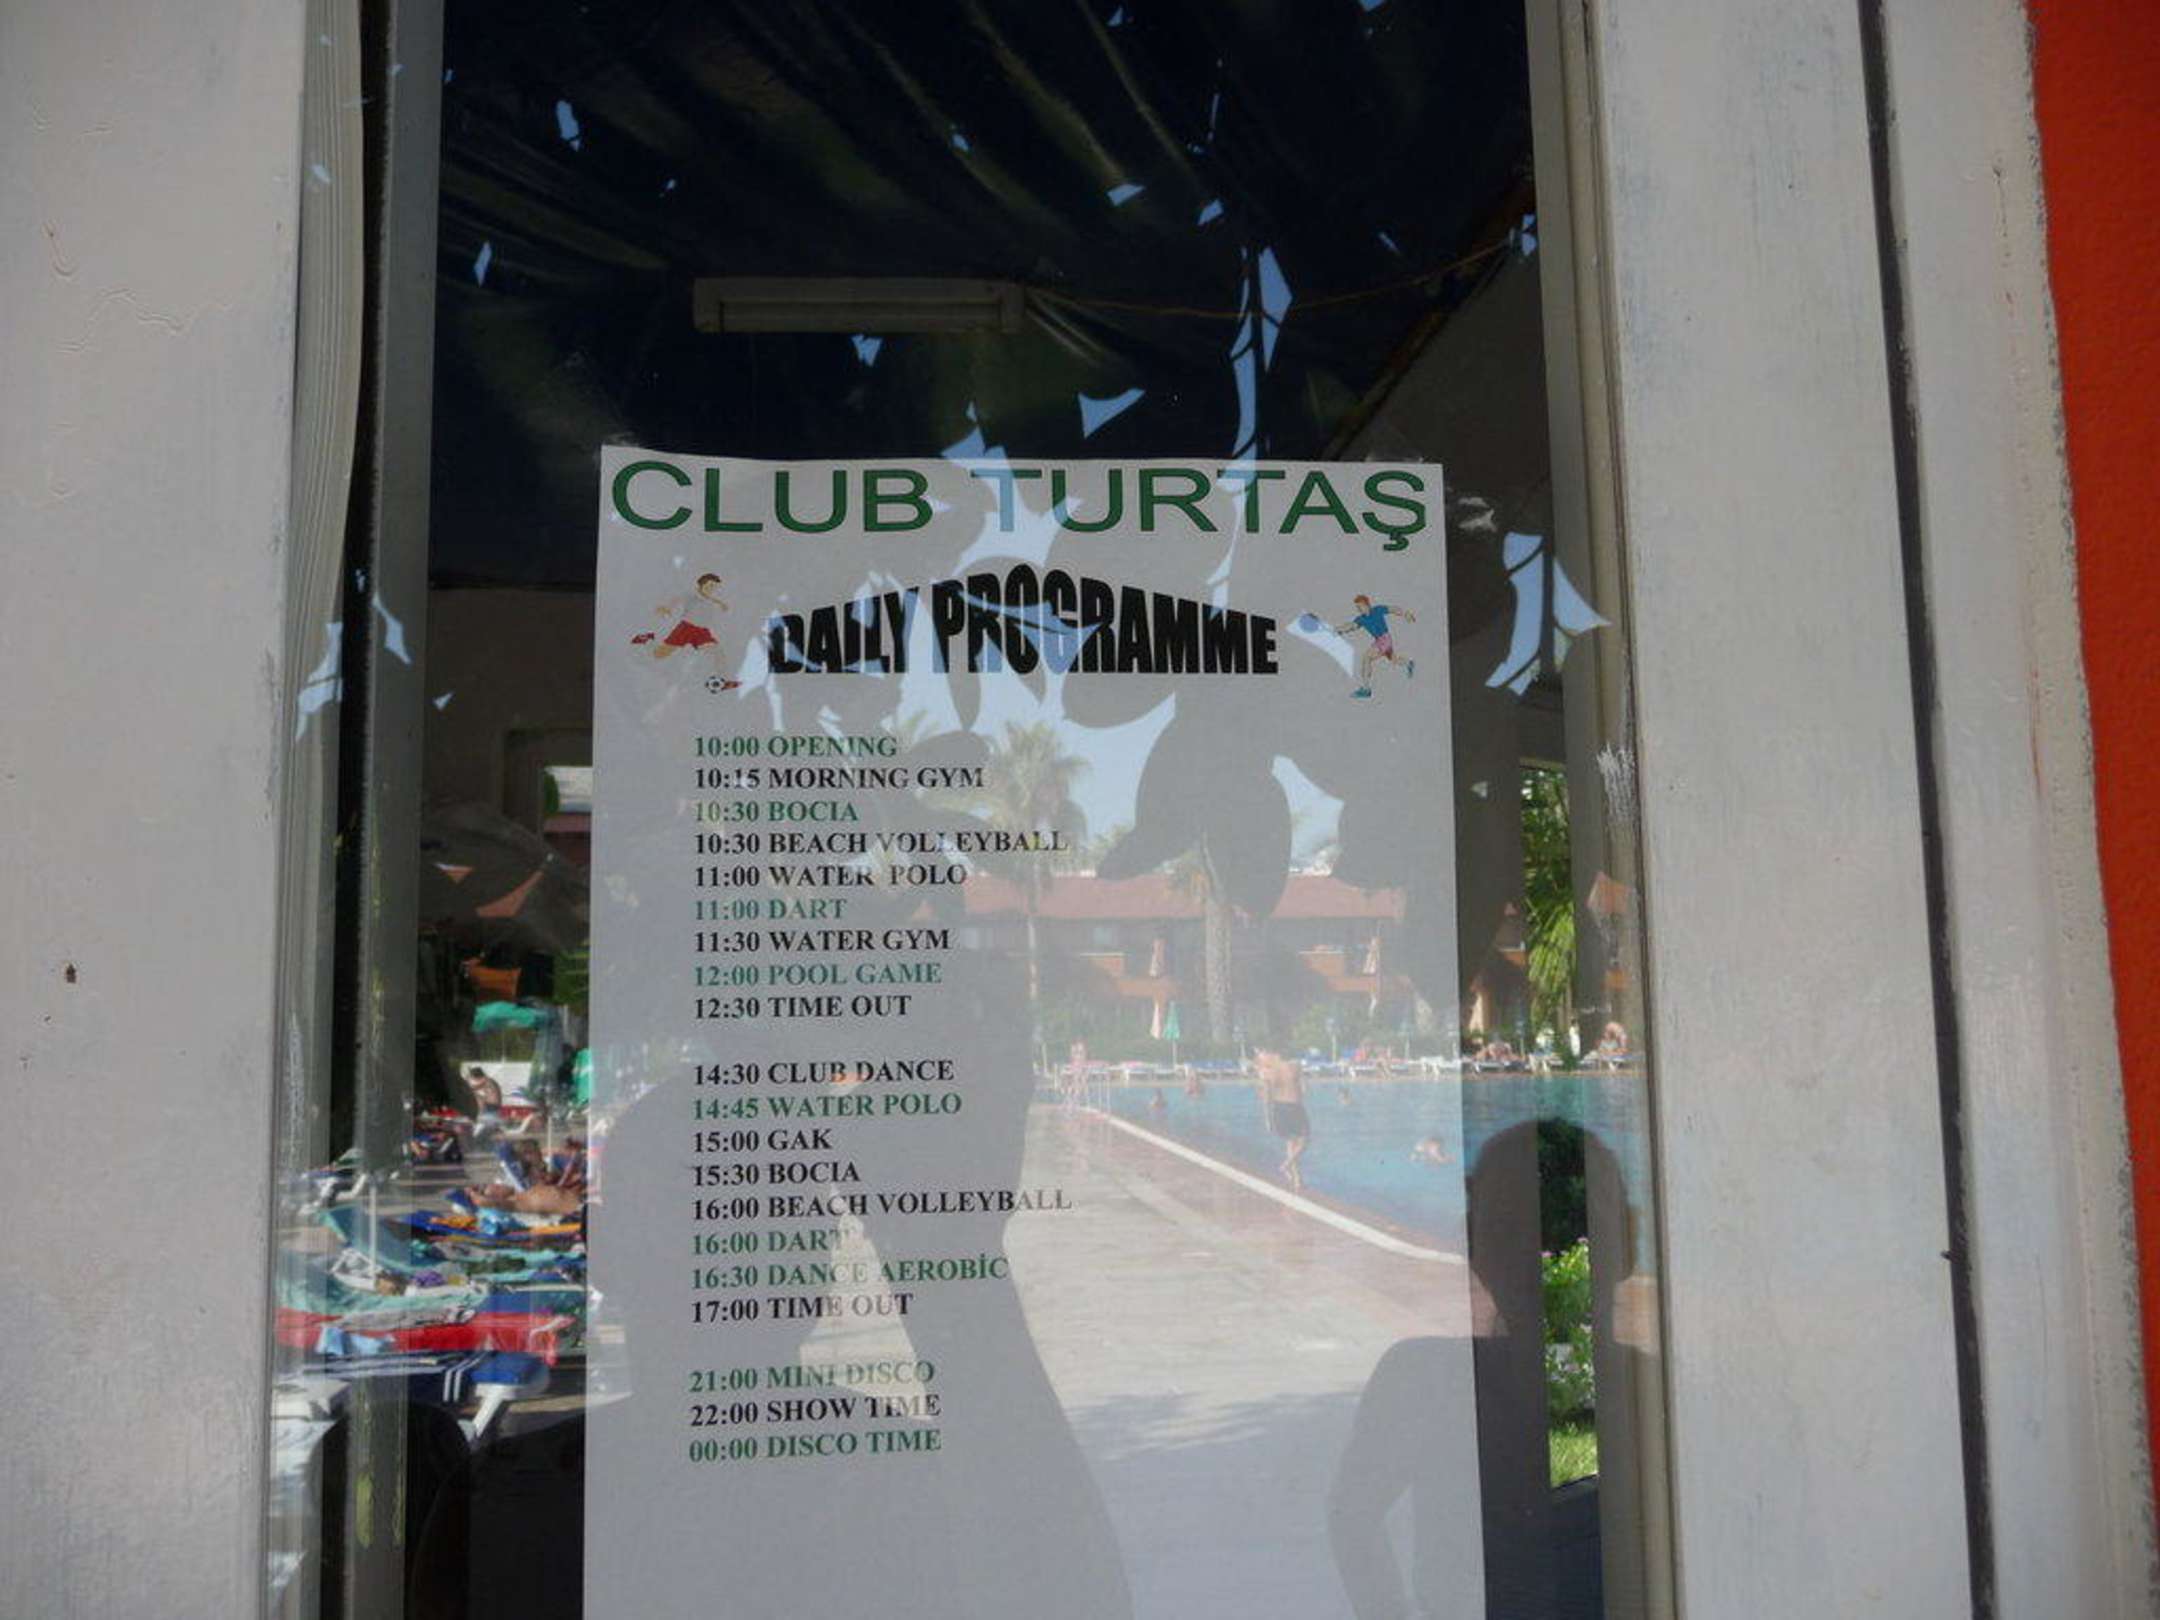 CLUB TURTAŞ
DAILY PROGRAMME
10:00 OPENING
10:15 MORNING GYM
10:30 BOCIA
10:30 BEACH VOLLEYBALL
11:00 WATER POLO
11:00 DART
11:30 WATER GYM
12:00 POOL GAME
12:30 TIME OUT
14:30 CLUB DANCE
14:45 WATER POLO
15:00 GAK
15:30 BOCIA
16:00 BEACH VOLLEYBALL
16:00 DART
16:30 DANCE AEROBİC
17:00 TIME OUT
21:00 MINI DISCO
22:00 SHOW TIME
00:00 DISCO TIME